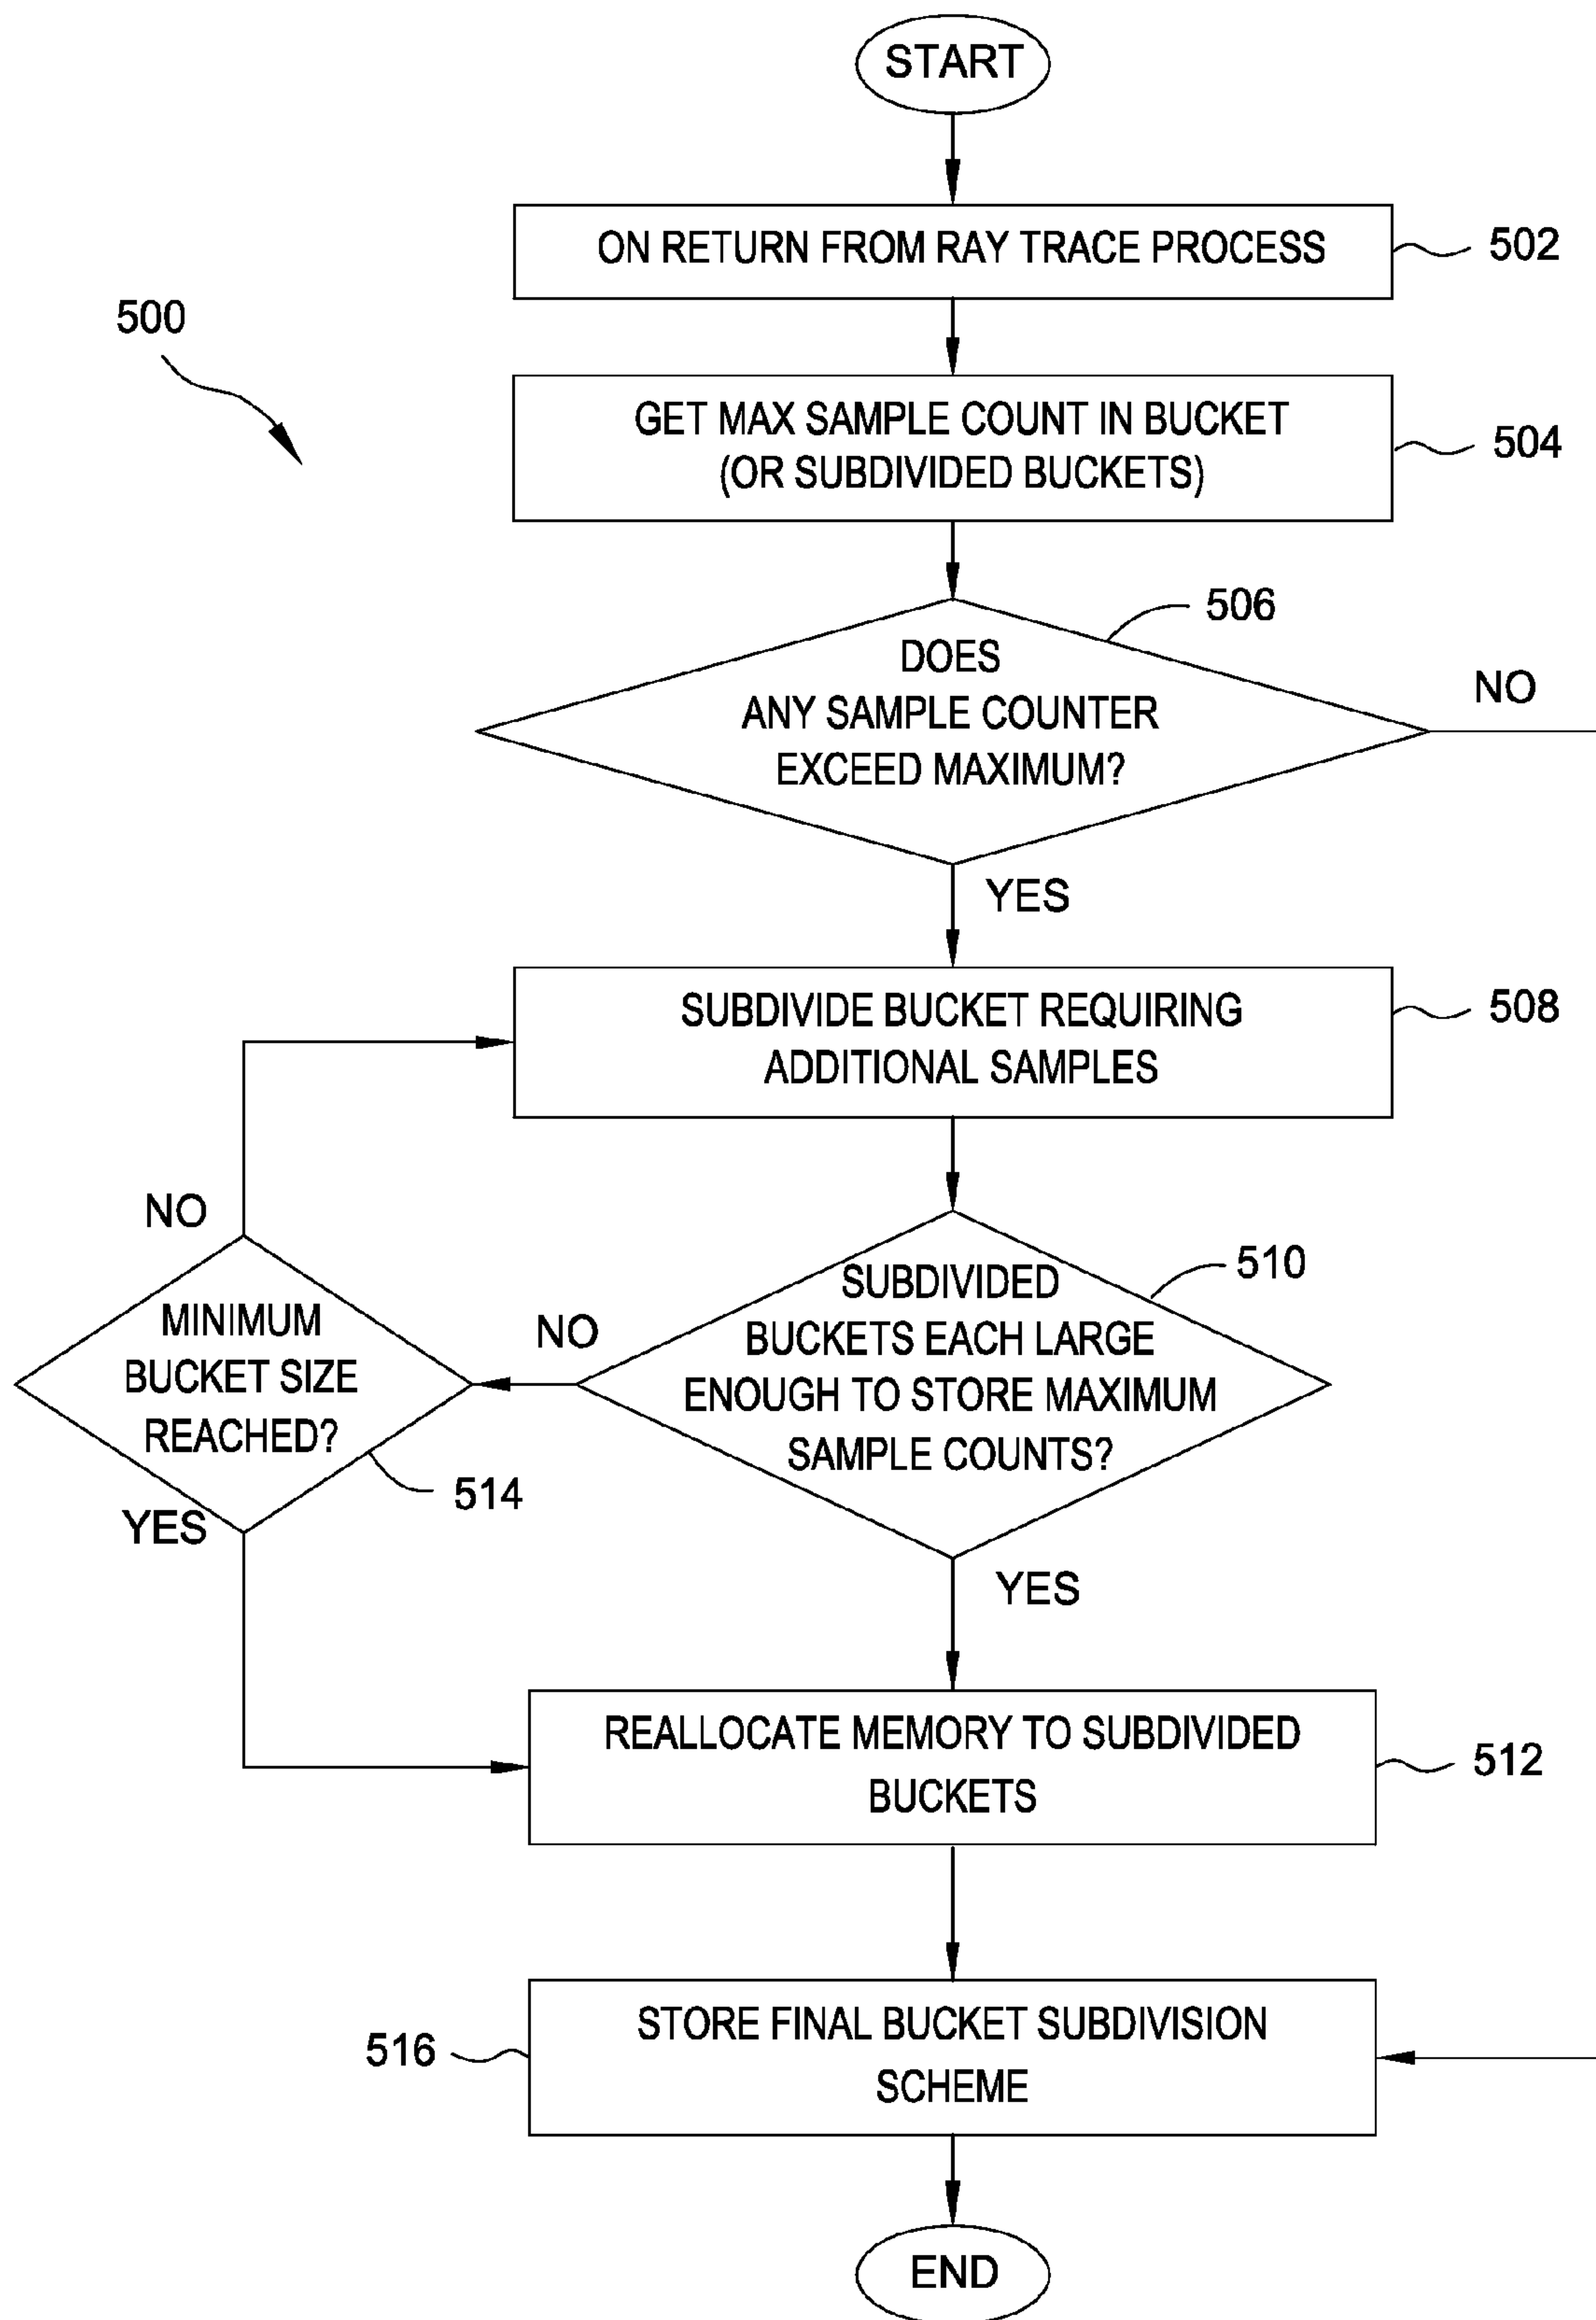 START
ON RETURN FROM RAY TRACE PROCESS
502
500
GET MAX SAMPLE COUNT IN BUCKET
(OR SUBDIVIDED BUCKETS)
504
506
DOES
ANY SAMPLE COUNTER
EXCEED MAXIMUM?
NO
YES
SUBDIVIDE BUCKET REQUIRING
ADDITIONAL SAMPLES
508
NO
MINIMUM
BUCKET SIZE
REACHED?
514
YES
NO
SUBDIVIDED
BUCKETS EACH LARGE
ENOUGH TO STORE MAXIMUM
SAMPLE COUNTS?
510
YES
REALLOCATE MEMORY TO SUBDIVIDED
BUCKETS
512
STORE FINAL BUCKET SUBDIVISION
SCHEME
516
END